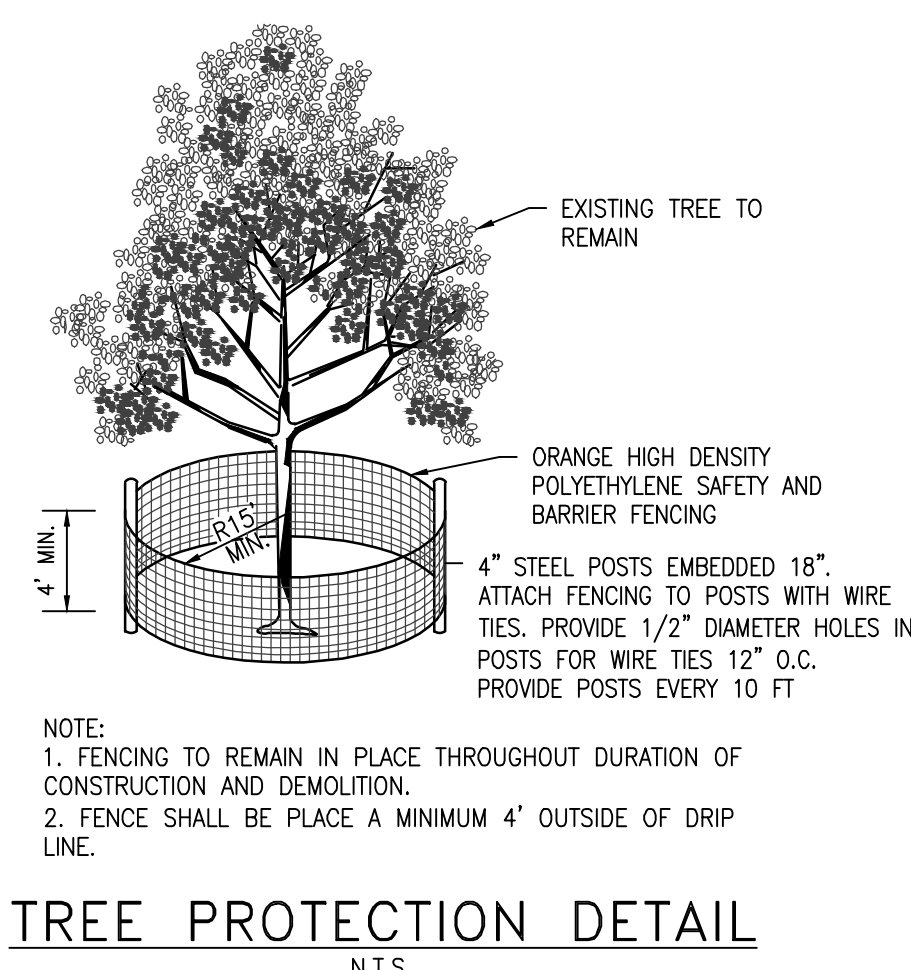 EXISTING TREE TO
REMAIN
ORANGE HIGH DENSITY
POLYETHYLENE SAFETY AND
BARRIER FENCING
R15'
MIN.
4' MIN.
4" STEEL POSTS EMBEDDED 18".
ATTACH FENCING TO POSTS WITH WIRE
TIES. PROVIDE 1/2" DIAMETER HOLES IN
POSTS FOR WIRE TIES 12" O.C.
PROVIDE POSTS EVERY 10 FT
NOTE:
1. FENCING TO REMAIN IN PLACE THROUGHOUT DURATION OF
CONSTRUCTION AND DEMOLITION.
2. FENCE SHALL BE PLACE A MINIMUM 4' OUTSIDE OF DRIP
LINE.
TREE PROTECTION DETAIL
N.T.S.